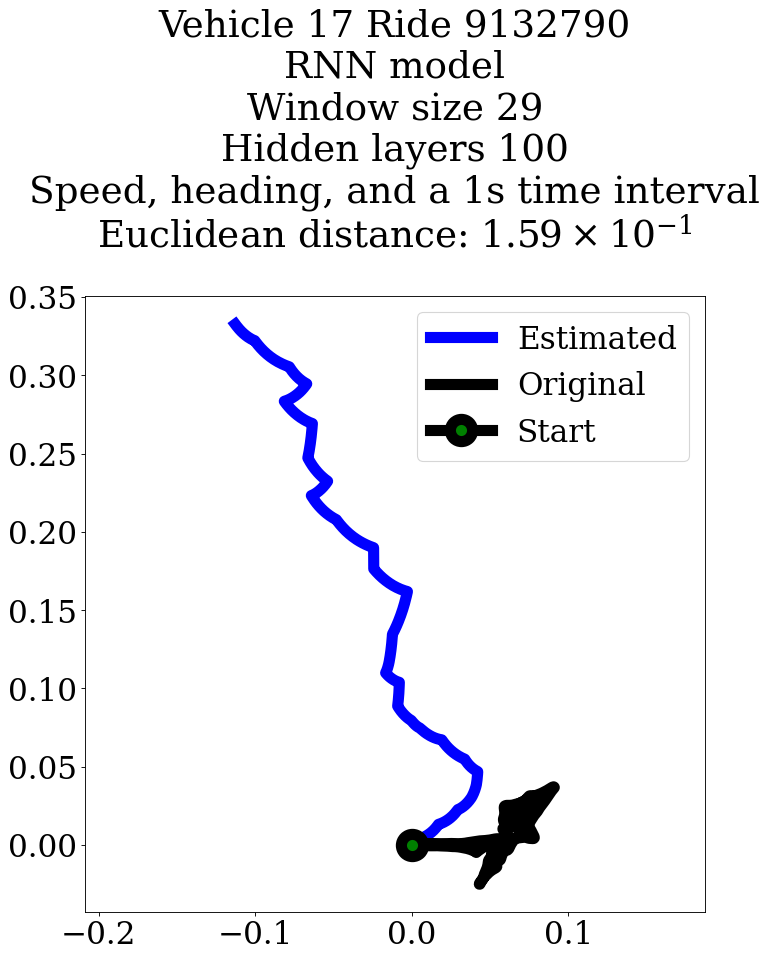 Vehicle 17 Ride 9132790
RNN model
Window size 29
Hidden layers 100
Speed, heading, and a 1s time interval
Euclidean distance: 1.59 × 10⁻¹
Estimated
Original
Start
0.35
0.30
0.25
0.20
0.15
0.10
0.05
0.00
−0.2 −0.1 0.0 0.1